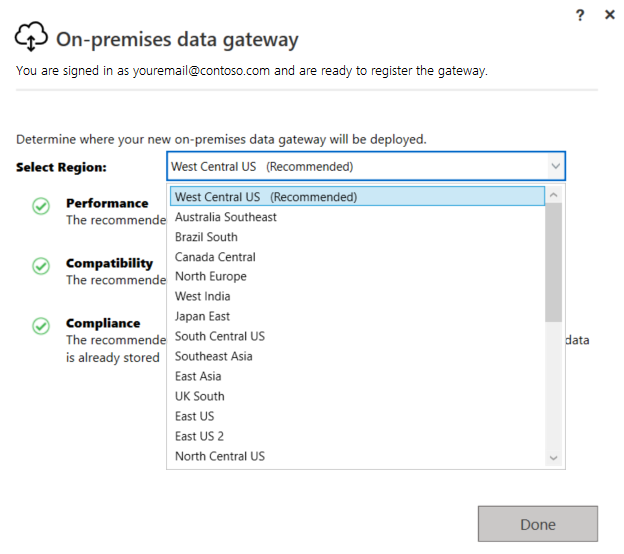 ? ×
On-premises data gateway
You are signed in as youremail@contoso.com and are ready to register the gateway.
Determine where your new on-premises data gateway will be deployed.
Select Region: West Central US (Recommended)
West Central US (Recommended)
Performance
Australia Southeast
The recommende
Brazil South
Canada Central
Compatibility
North Europe
The recommende
West India
Japan East
Compliance
South Central US
The recommende data
Southeast Asia
is already stored
East Asia
UK South
East US
East US 2
North Central US
Done